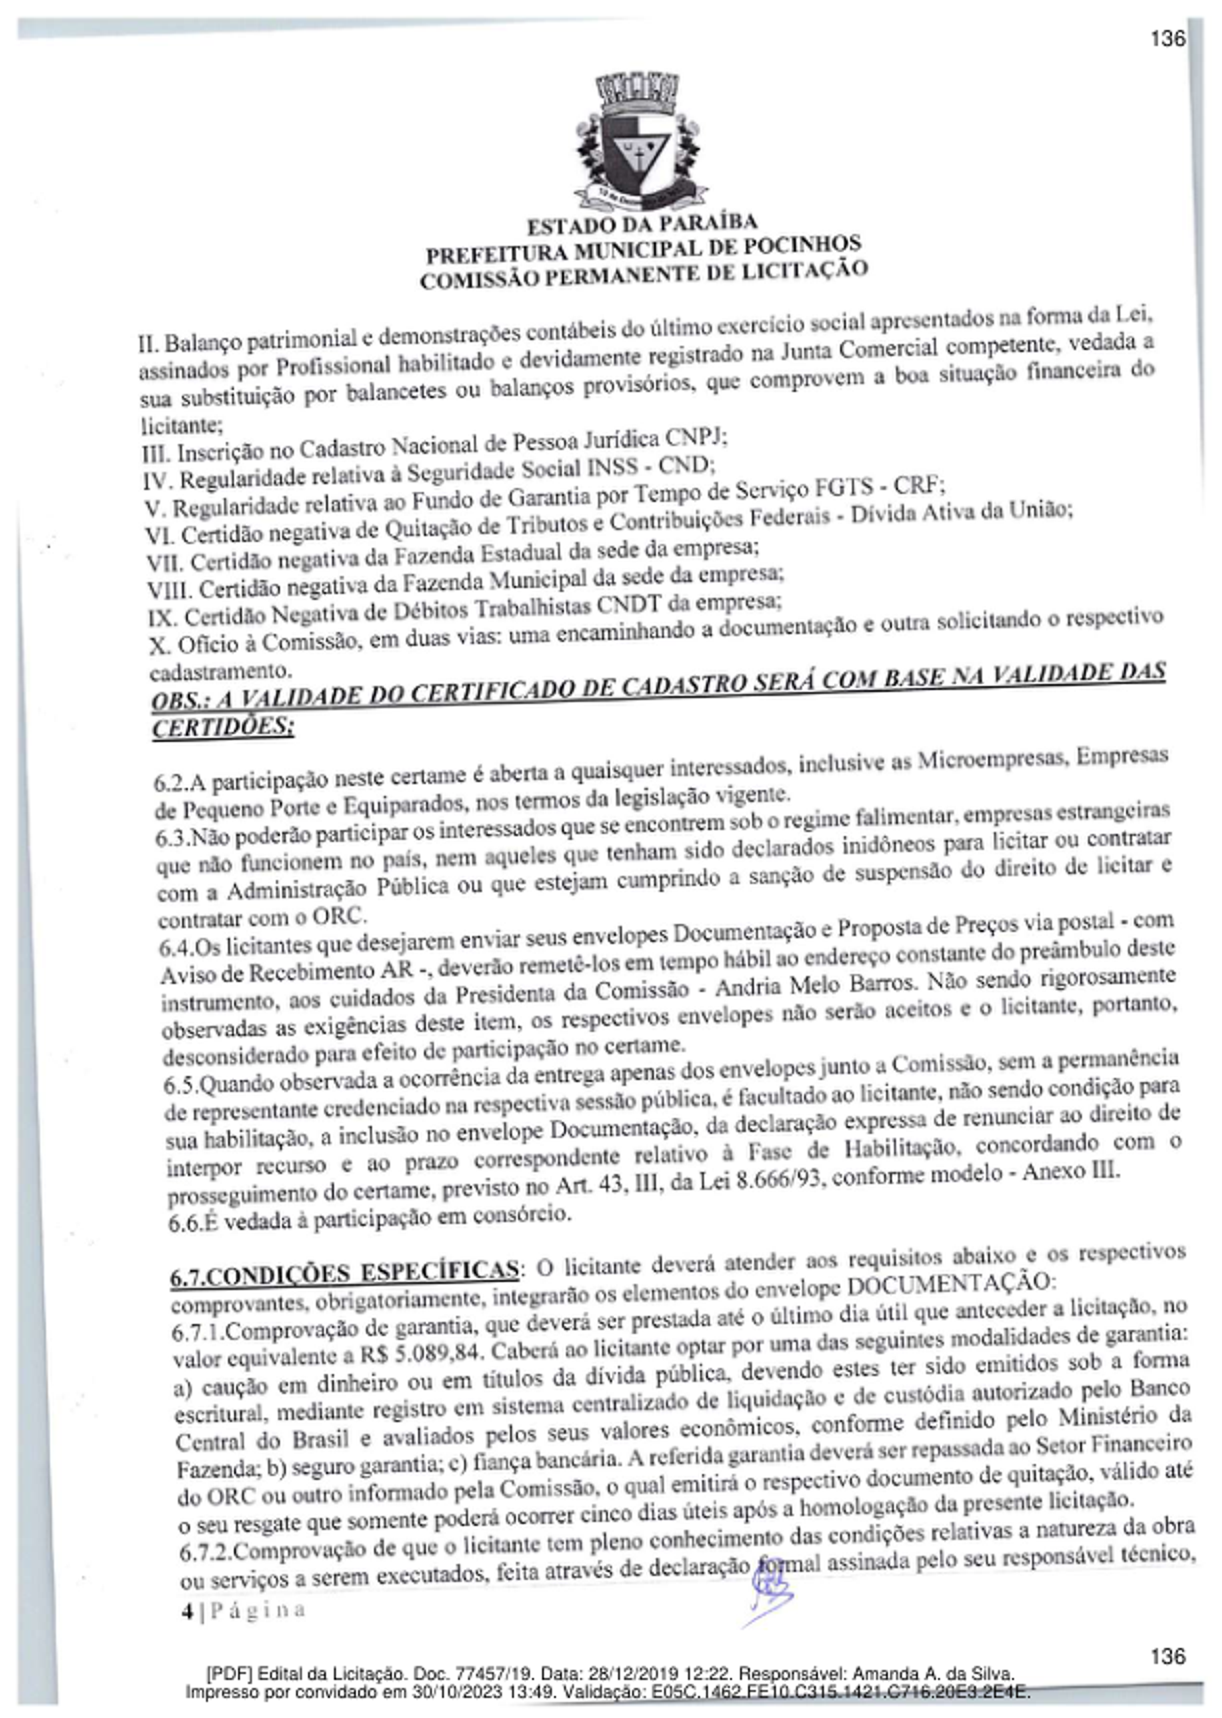 136
ESTADO DA PARAÍBA
PREFEITURA MUNICIPAL DE POCINHOS
COMISSÃO PERMANENTE DE LICITAÇÃO
II. Balanço patrimonial e demonstrações contábeis do último exercício social apresentados na forma da Lei,
assinados por Profissional habilitado e devidamente registrado na Junta Comercial competente, vedada a
sua substituição por balancetes ou balanços provisórios, que comprovem a boa situação financeira do
licitante;
III. Inscrição no Cadastro Nacional de Pessoa Jurídica CNPJ;
IV. Regularidade relativa à Seguridade Social INSS - CND;
V. Regularidade relativa ao Fundo de Garantia por Tempo de Serviço FGTS - CRF;
VI. Certidão negativa de Quitação de Tributos e Contribuições Federais - Dívida Ativa da União;
VII. Certidão negativa da Fazenda Estadual da sede da empresa;
VIII. Certidão negativa da Fazenda Municipal da sede da empresa;
IX. Certidão Negativa de Débitos Trabalhistas CNDT da empresa;
X. Ofício à Comissão, em duas vias: uma encaminhando a documentação e outra solicitando o respectivo
cadastramento.
OBS.: A VALIDADE DO CERTIFICADO DE CADASTRO SERÁ COM BASE NA VALIDADE DAS
CERTIDÕES;
6.2.A participação neste certame é aberta a quaisquer interessados, inclusive as Microempresas, Empresas
de Pequeno Porte e Equiparados, nos termos da legislação vigente.
6.3.Não poderão participar os interessados que se encontrem sob o regime falimentar, empresas estrangeiras
que não funcionem no país, nem aqueles que tenham sido declarados inidôneos para licitar ou contratar
com a Administração Pública ou que estejam cumprindo a sanção de suspensão do direito de licitar e
contratar com o ORC.
6.4.Os licitantes que desejarem enviar seus envelopes Documentação e Proposta de Preços via postal - com
Aviso de Recebimento AR -, deverão remetê-los em tempo hábil ao endereço constante do preâmbulo deste
instrumento, aos cuidados da Presidenta da Comissão - Andria Melo Barros. Não sendo rigorosamente
observadas as exigências deste item, os respectivos envelopes não serão aceitos e o licitante, portanto,
desconsiderado para efeito de participação no certame.
6.5.Quando observada a ocorrência da entrega apenas dos envelopes junto a Comissão, sem a permanência
de representante credenciado na respectiva sessão pública, é facultado ao licitante, não sendo condição para
sua habilitação, a inclusão no envelope Documentação, da declaração expressa de renunciar ao direito de
interpor recurso e ao prazo correspondente relativo à Fase de Habilitação, concordando com o
prosseguimento do certame, previsto no Art. 43, III, da Lei 8.666/93, conforme modelo - Anexo III.
6.6.É vedada à participação em consórcio.
6.7.CONDIÇÕES ESPECÍFICAS: O licitante deverá atender aos requisitos abaixo e os respectivos
comprovantes, obrigatoriamente, integrarão os elementos do envelope DOCUMENTAÇÃO:
6.7.1.Comprovação de garantia, que deverá ser prestada até o último dia útil que anteceder a licitação, no
valor equivalente a R$ 5.089,84. Caberá ao licitante optar por uma das seguintes modalidades de garantia:
a) caução em dinheiro ou em títulos da dívida pública, devendo estes ter sido emitidos sob a forma
escritural, mediante registro em sistema centralizado de liquidação e de custódia autorizado pelo Banco
Central do Brasil e avaliados pelos seus valores econômicos, conforme definido pelo Ministério da
Fazenda; b) seguro garantia; c) fiança bancária. A referida garantia deverá ser repassada ao Setor Financeiro
do ORC ou outro informado pela Comissão, o qual emitirá o respectivo documento de quitação, válido até
o seu resgate que somente poderá ocorrer cinco dias úteis após a homologação da presente licitação.
6.7.2.Comprovação de que o licitante tem pleno conhecimento das condições relativas a natureza da obra
ou serviços a serem executados, feita através de declaração formal assinada pelo seu responsável técnico,
4 | Página
136
[PDF] Edital da Licitação. Doc. 77457/19. Data: 28/12/2019 12:22. Responsável: Amanda A. da Silva.
Impresso por convidado em 30/10/2023 13:49. Validação: E05C.1462.FE10.C315.1421.C716.20E3.2E4E.